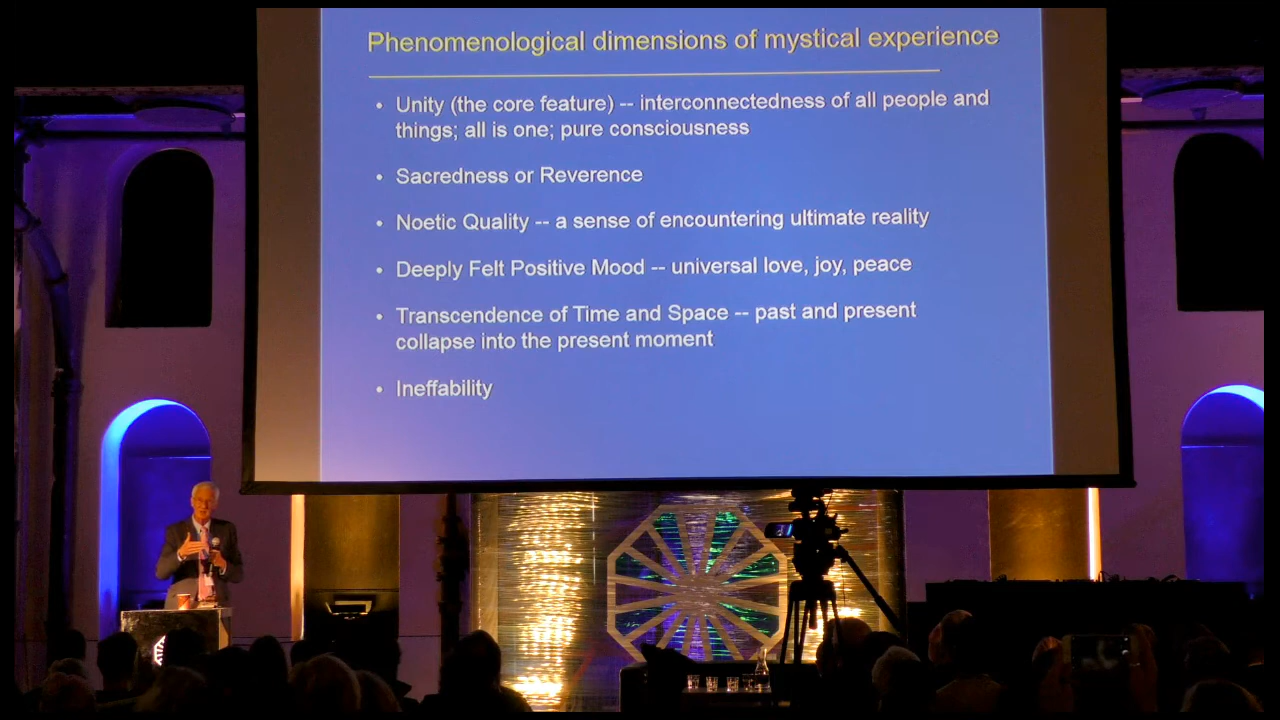 Phenomenological dimensions of mystical experience
• Unity (the core feature) -- interconnectedness of all people and
things; all is one; pure consciousness
• Sacredness or Reverence
• Noetic Quality -- a sense of encountering ultimate reality
• Deeply Felt Positive Mood -- universal love, joy, peace
• Transcendence of Time and Space -- past and present
collapse into the present moment
• Ineffability